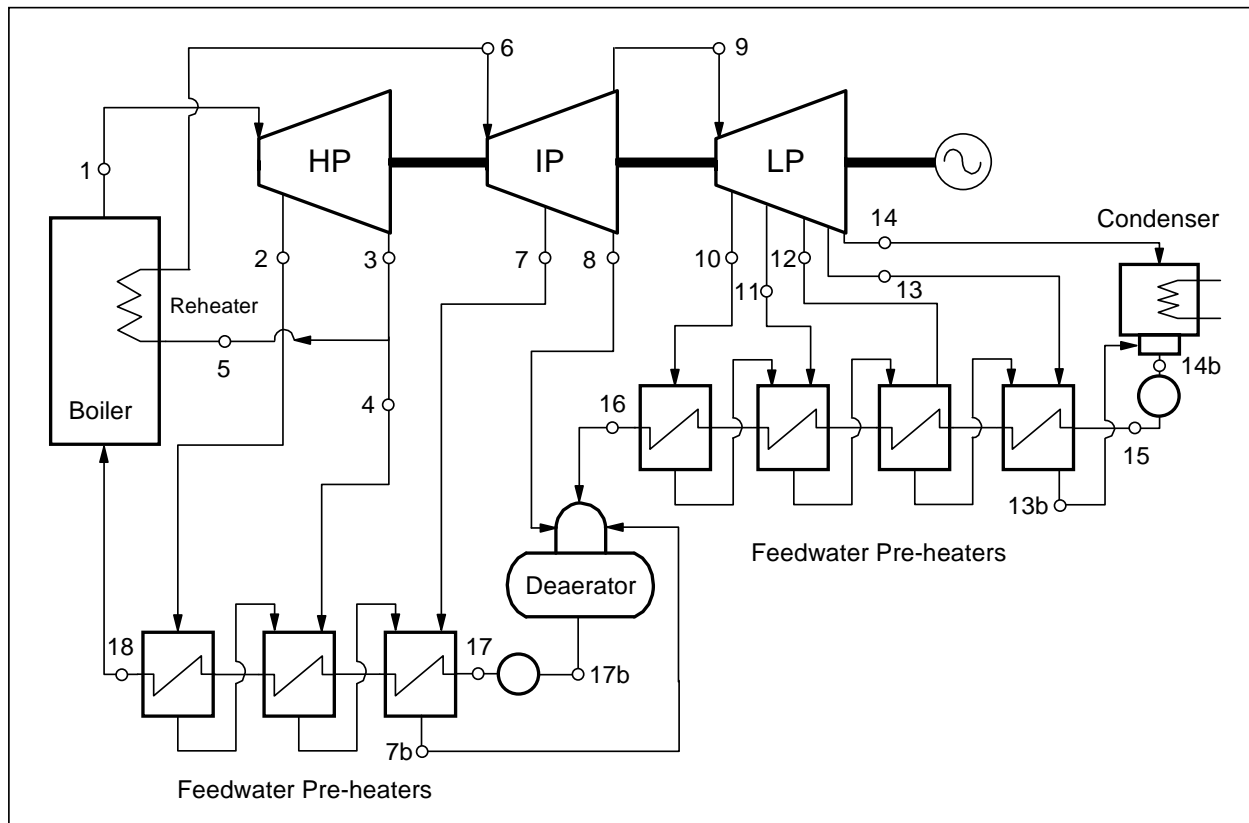 6
9
1
HP
IP
LP
14
Condenser
2
3
7
8
10
12
13
11
Reheater
5
14b
4
16
Boiler
15
13b
Feedwater Pre-heaters
Deaerator
18
17
17b
7b
Feedwater Pre-heaters